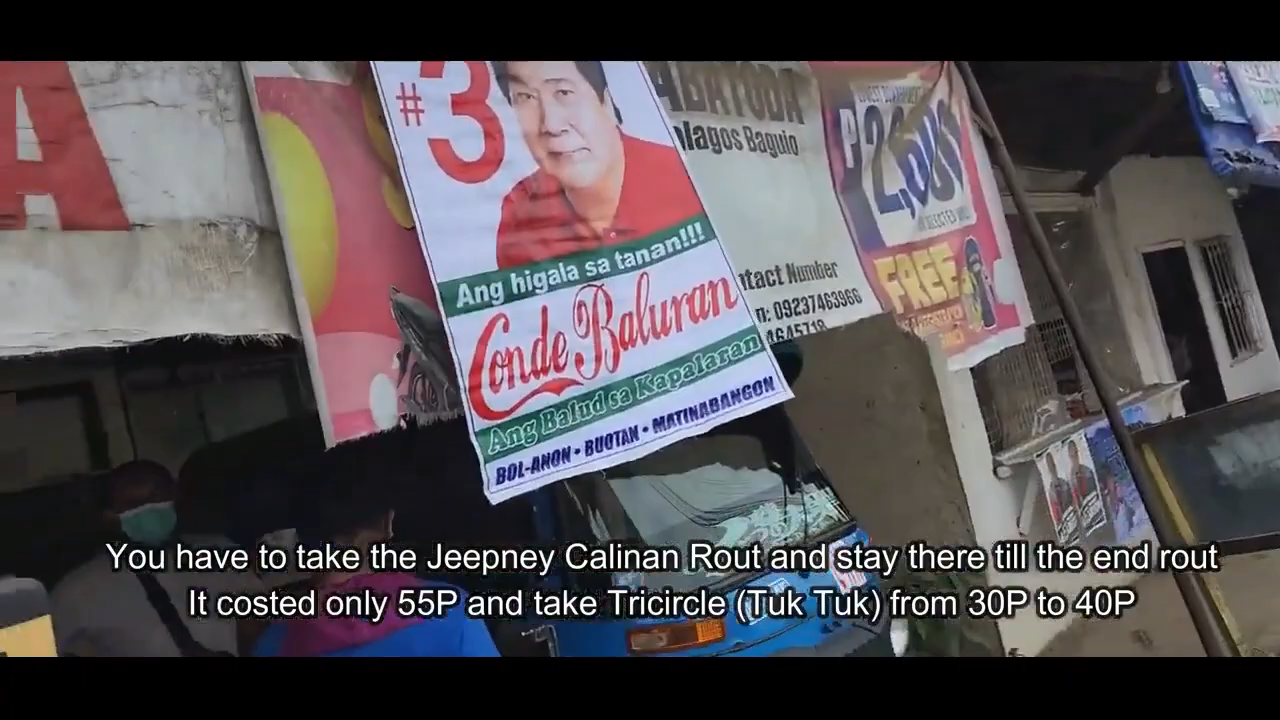 A
#3
Ang higala sa tanan!!!
Conde Baluran
Ang Balud sa Kapalaran
BOL-ANON • BUOTAN • MATINABANGON
ABATODA
Baguio
ntact Number
n: 09237463966
4645718
FREE
You have to take the Jeepney Calinan Rout and stay there till the end rout
It costed only 55P and take Tricircle (Tuk Tuk) from 30P to 40P